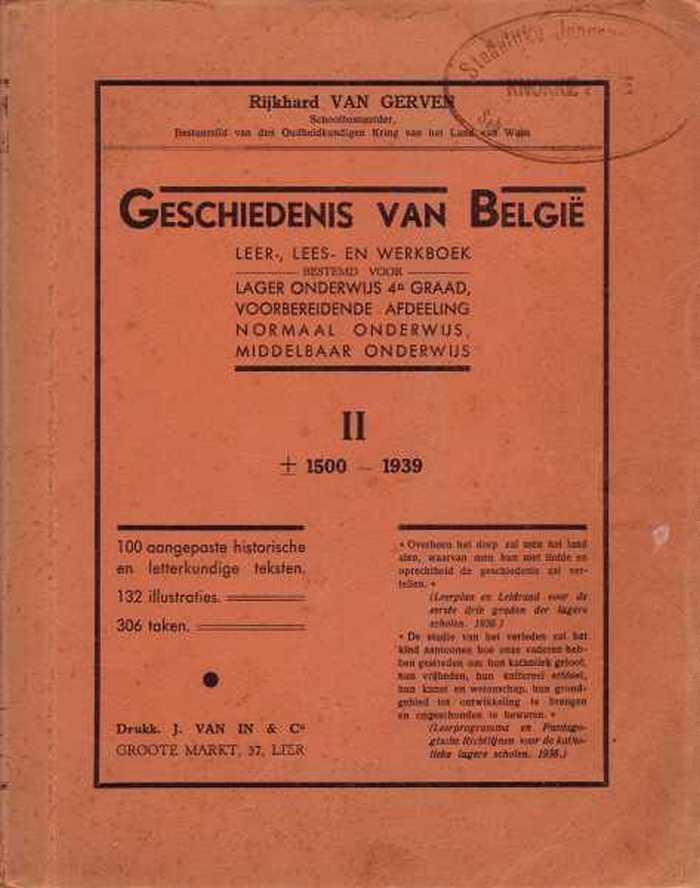 Rijkhard VAN GERVEN
Schoolbestuurder,
Bestuurslid van den Oudheidkundigen Kring van het Land van Waas
GESCHIEDENIS VAN BELGIË
LEER-, LEES- EN WERKBOEK
BESTEMD VOOR
LAGER ONDERWIJS 4e GRAAD,
VOORBEREIDENDE AFDEELING
NORMAAL ONDERWIJS,
MIDDELBAAR ONDERWIJS
II
± 1500 — 1939
100 aangepaste historische
en letterkundige teksten.
132 illustraties.
306 taken.
Drukk. J. VAN IN & Co
GROOTE MARKT, 37, LIER
« Overheen het dorp zal men het land
zien, waarvan men hun met liefde en
oprechtheid de geschiedenis zal ver-
tellen. »
(Leerplan en Leidraad voor de
eerste drie graden der lagere
scholen. 1936.)
« De studie van het verleden zal het
kind aantoonen hoe onze vaderen heb-
ben gestreden om hun katholiek geloof,
hun vrijheden, hun kultureel erfdeel,
hun kunst en wetenschap, hun grond-
gebied tot ontwikkeling te brengen
en ongeschonden te bewaren. »
(Leerprogramma en Paedago-
gische Richtlijnen voor de katho-
lieke lagere scholen. 1936.)
KNOKKE